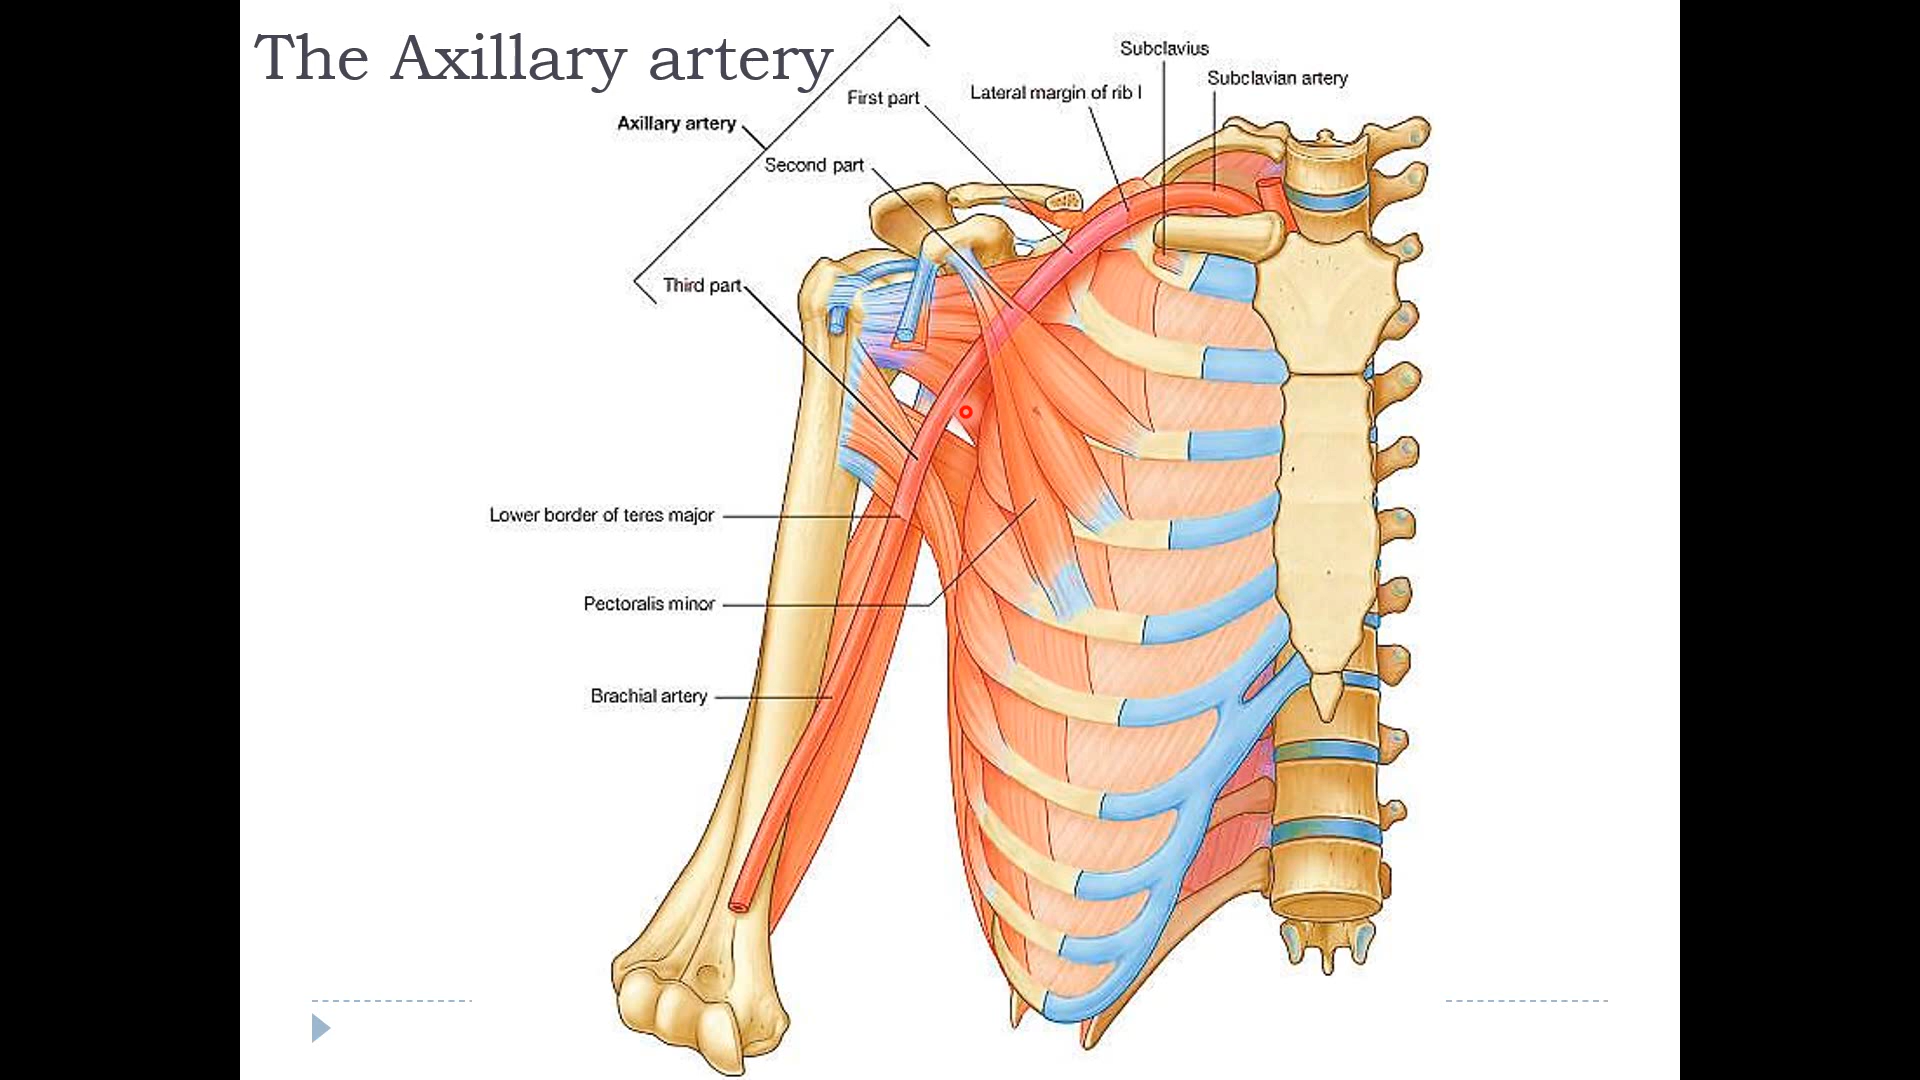 The Axillary artery
Subclavius
Subclavian artery
Lateral margin of rib I
First part
Axillary artery
Second part
Third part
Lower border of teres major
Pectoralis minor
Brachial artery